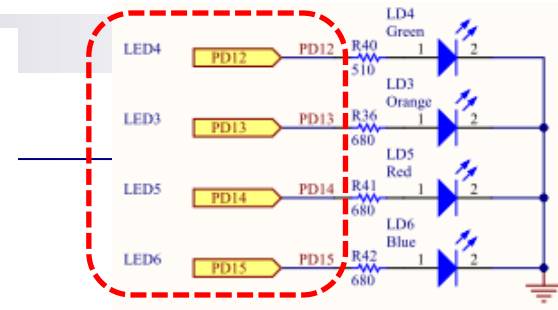 LD4
Green
LED4 PD12 PD12 R40 1 2
510
LD3
Orange
LED3 PD13 PD13 R36 1 2
680
LD5
Red
LED5 PD14 PD14 R41 1 2
680
LD6
Blue
LED6 PD15 PD15 R42 1 2
680